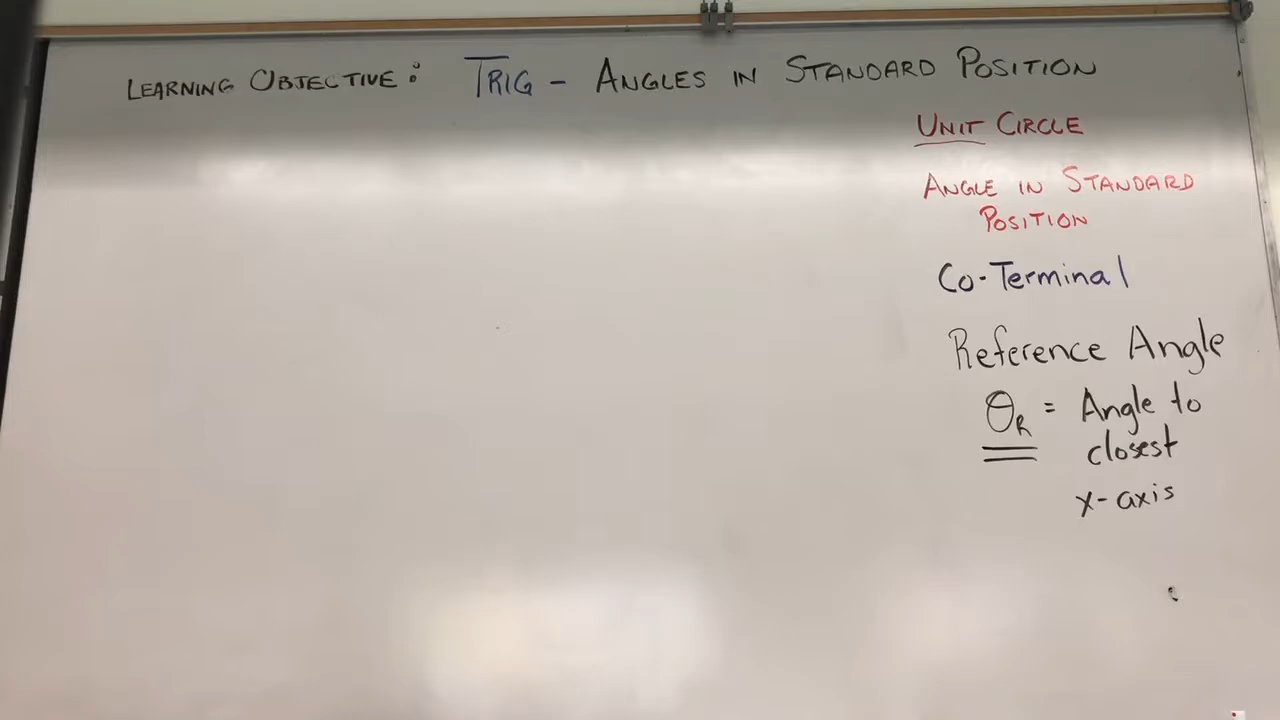 LEARNING OBJECTIVE: TRIG - ANGLES IN STANDARD POSITION
UNIT CIRCLE
ANGLE IN STANDARD
POSITION
Co-Terminal
Reference Angle
θR = Angle to
closest
x-axis